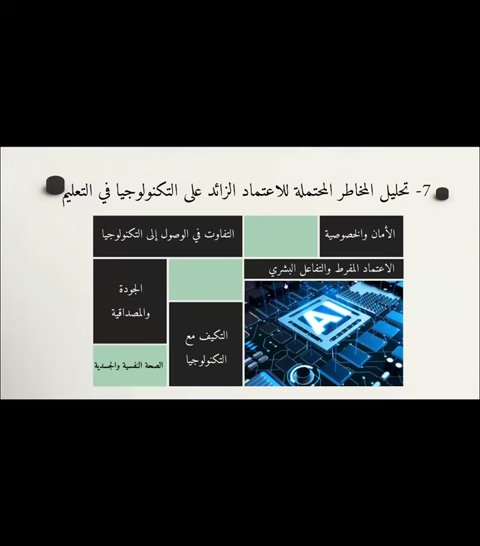 7- تحليل المخاطر المحتملة للاعتماد الزائد على التكنولوجيا في التعليم
الأمان والخصوصية
التفاوت في الوصول إلى التكنولوجيا
الاعتماد المفرط والتفاعل البشري
الجودة
والمصداقية
التكيف مع
التكنولوجيا
الصحة النفسية والجسدية
AI